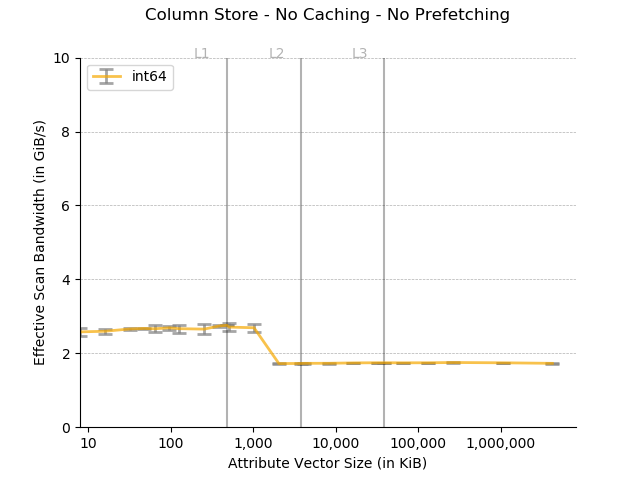 Column Store - No Caching - No Prefetching
L1 L2 L3
int64
10
8
6
4
2
0
Effective Scan Bandwidth (in GiB/s)
10 100 1,000 10,000 100,000 1,000,000
Attribute Vector Size (in KiB)